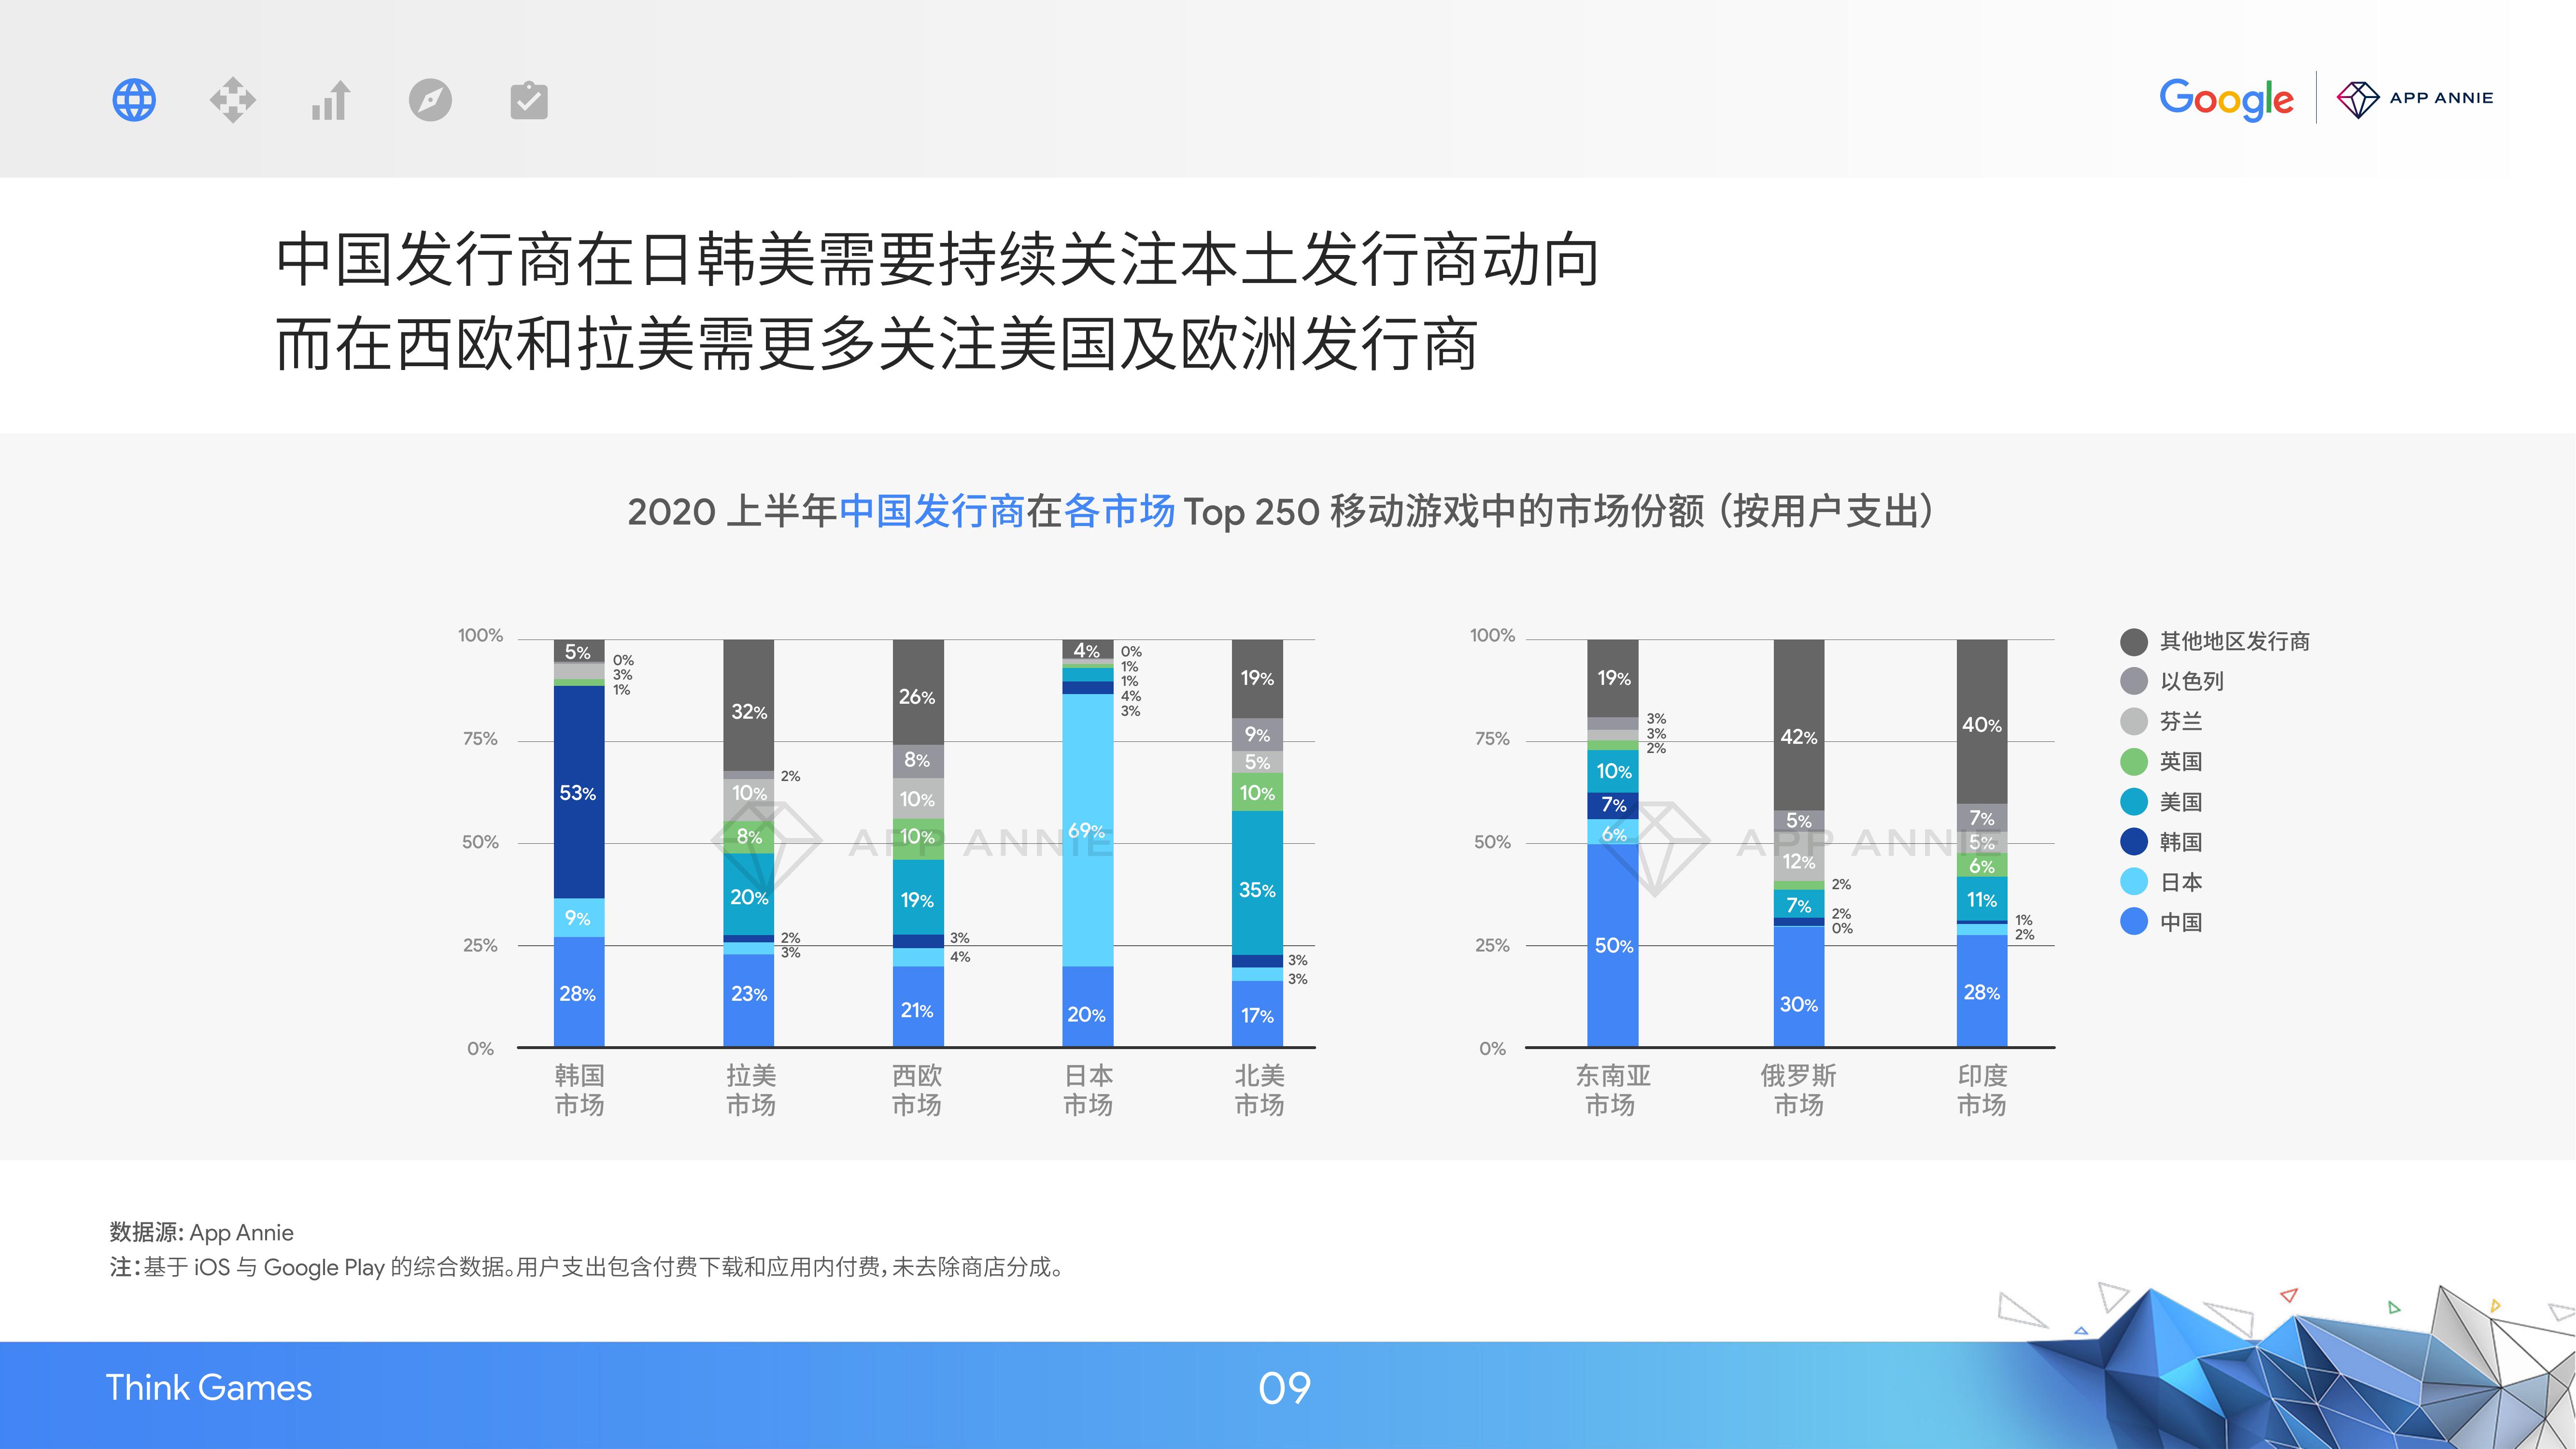 Google
APP ANNIE
中国发行商在日韩美需要持续关注本土发行商动向
而在西欧和拉美需更多关注美国及欧洲发行商
2020 上半年中国发行商在各市场 Top 250 移动游戏中的市场份额（按用户支出）
100%
75%
50%
25%
0%
5%
0%
3%
1%
53%
9%
28%
韩国
市场
32%
2%
10%
8%
20%
2%
3%
23%
拉美
市场
26%
8%
10%
10%
19%
3%
4%
21%
西欧
市场
4%
0%
1%
1%
4%
3%
69%
20%
日本
市场
19%
9%
5%
10%
35%
3%
3%
17%
北美
市场
APP ANNIE
100%
75%
50%
25%
0%
19%
3%
3%
2%
10%
7%
6%
50%
东南亚
市场
42%
5%
12%
2%
7%
2%
0%
30%
俄罗斯
市场
40%
7%
5%
6%
11%
1%
2%
28%
印度
市场
APP ANNIE
其他地区发行商
以色列
芬兰
英国
美国
韩国
日本
中国
数据源: App Annie
注：基于 iOS 与 Google Play 的综合数据。用户支出包含付费下载和应用内付费，未去除商店分成。
Think Games
09